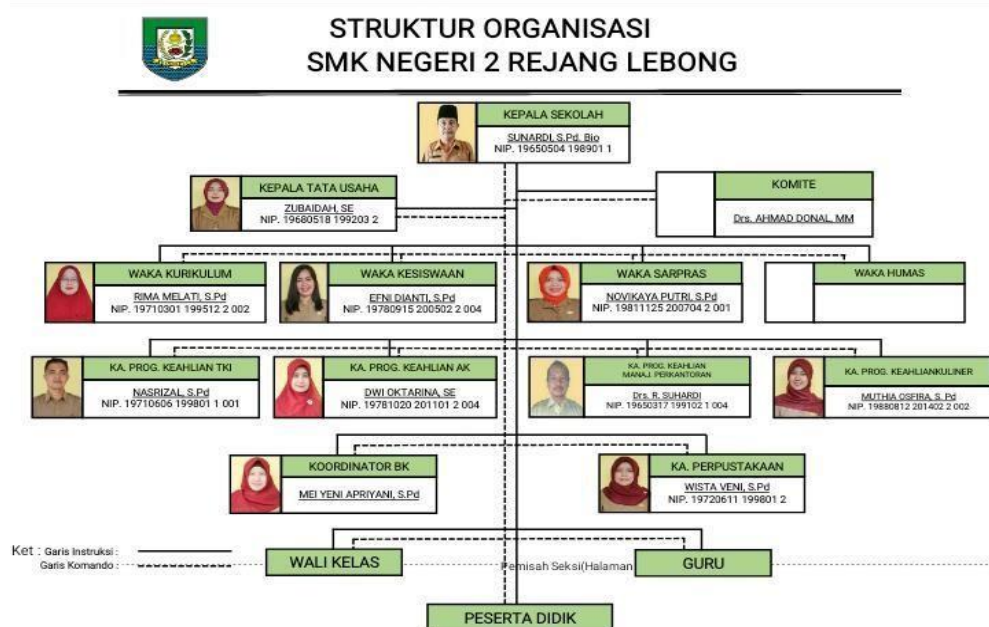 STRUKTUR ORGANISASI
SMK NEGERI 2 REJANG LEBONG
KEPALA SEKOLAH
SUNARDI, S.Pd. Bio
NIP. 19650504 198901 1
KEPALA TATA USAHA
ZUBAIDAH, SE
NIP. 19680518 199203 2
KOMITE
Drs. AHMAD DONAL, MM
WAKA KURIKULUM
RIMA MELATI, S.Pd
NIP. 19710301 199512 2 002
WAKA KESISWAAN
EFNI DIANTI, S.Pd
NIP. 19780915 200502 2 004
WAKA SARPRAS
NOVIKAYA PUTRI, S.Pd
NIP. 19811125 200704 2 001
WAKA HUMAS
KA. PROG. KEAHLIAN TKI
NASRIZAL, S.Pd
NIP. 19710606 199801 1 001
KA. PROG. KEAHLIAN AK
DWI OKTARINA, SE
NIP. 19781020 201101 2 004
KA. PROG. KEAHLIAN
MANAJ. PERKANTORAN
Drs. R. SUHARDI
NIP. 19650317 199102 1 004
KA. PROG. KEAHLIANKULINER
MUTHIA OSFIRA, S. Pd
NIP. 19880812 201402 2 002
KOORDINATOR BK
MEI YENI APRIYANI, S.Pd
KA. PERPUSTAKAAN
WISTA VENI, S.Pd
NIP. 19720611 199801 2
Ket : Garis Instruksi :
Garis Komando :
WALI KELAS
Pemisah Seksi(Halaman
GURU
PESERTA DIDIK